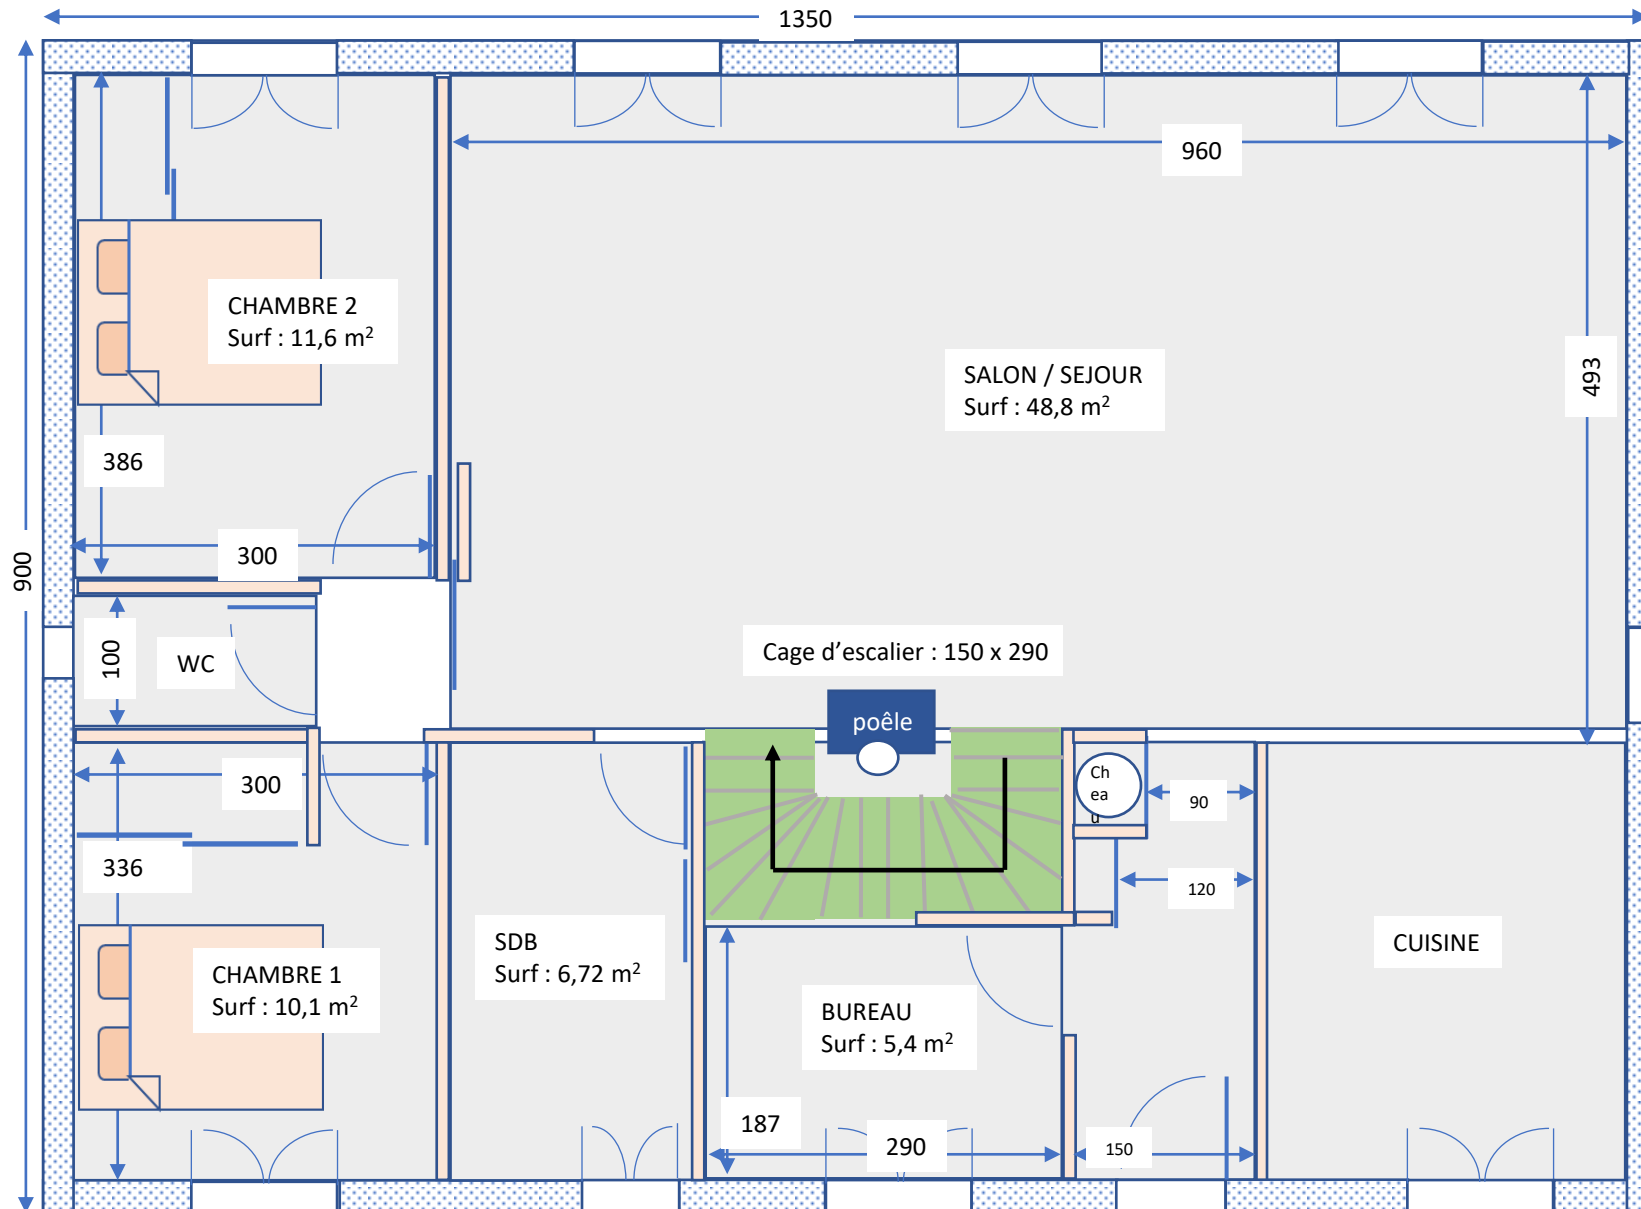 1350
960
CHAMBRE 2
Surf : 11,6 m²
SALON / SEJOUR
Surf : 48,8 m²
493
386
300
900
100
WC
Cage d’escalier : 150 x 290
poêle
300
Ch
ea
u
90
336
120
SDB
Surf : 6,72 m²
CUISINE
CHAMBRE 1
Surf : 10,1 m²
BUREAU
Surf : 5,4 m²
187
290
150